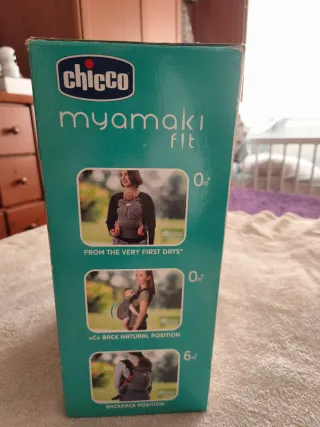 chicco
myamaki
fit
0m+
FROM THE VERY FIRST DAYS*
0m+
«C» BACK NATURAL POSITION
6m+
BACKPACK POSITION